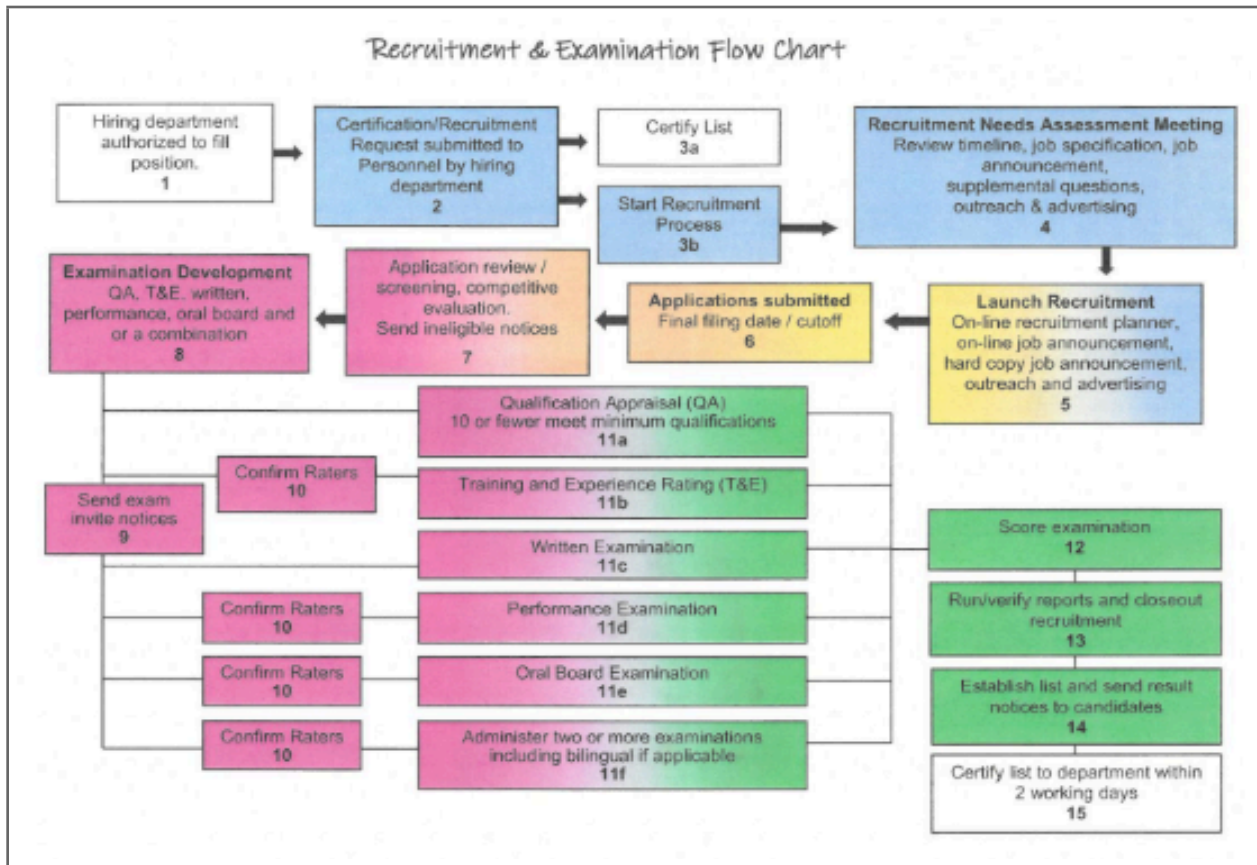 Recruitment & Examination Flow Chart
Hiring department
authorized to fill
position.
1
Certification/Recruitment
Request submitted to
Personnel by hiring
department
2
Certify List
3a
Start Recruitment
Process
3b
Recruitment Needs Assessment Meeting
Review timeline, job specification, job
announcement,
supplemental questions,
outreach & advertising
4
Launch Recruitment
On-line recruitment planner,
on-line job announcement,
hard copy job announcement,
outreach and advertising
5
Applications submitted
Final filing date / cutoff
6
Application review /
screening, competitive
evaluation.
Send ineligible notices
7
Examination Development
QA, T&E, written,
performance, oral board and
or a combination
8
Send exam
invite notices
9
Qualification Appraisal (QA)
10 or fewer meet minimum qualifications
11a
Confirm Raters
10
Training and Experience Rating (T&E)
11b
Written Examination
11c
Confirm Raters
10
Performance Examination
11d
Confirm Raters
10
Oral Board Examination
11e
Confirm Raters
10
Administer two or more examinations
including bilingual if applicable
11f
Score examination
12
Run/verify reports and closeout
recruitment
13
Establish list and send result
notices to candidates
14
Certify list to department within
2 working days
15